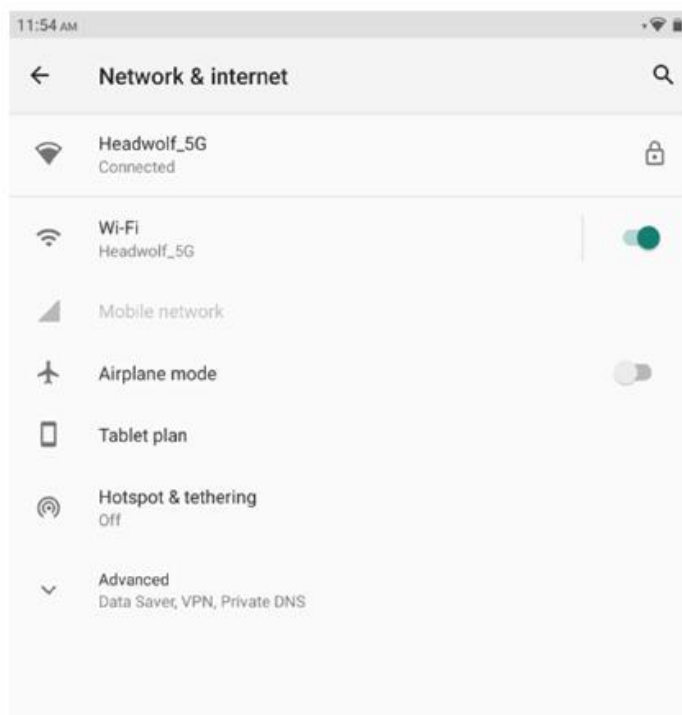 11:54 AM
Network & internet
Headwolf_5G
Connected
Wi-Fi
Headwolf_5G
Mobile network
Airplane mode
Tablet plan
Hotspot & tethering
Off
Advanced
Data Saver, VPN, Private DNS